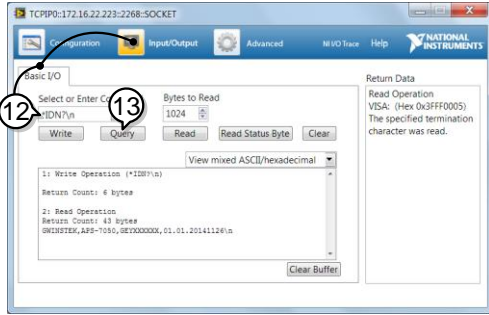 TCPIP0::172.16.22.223::2268::SOCKET
Configuration Input/Output Advanced NI I/O Trace Help NATIONAL INSTRUMENTS
Basic I/O
Return Data
Select or Enter Co
Bytes to Read
12
*IDN?\n
13
1024
Write Query Read Read Status Byte Clear
View mixed ASCII/hexadecimal
1: Write Operation (*IDN?\n)
Return Count: 6 bytes
2: Read Operation
Return Count: 43 bytes
GWINSTEK,APS-7050,GEYXXXXXX,01.01.20141126\n
Clear Buffer
Read Operation
VISA: (Hex 0x3FFF0005)
The specified termination
character was read.